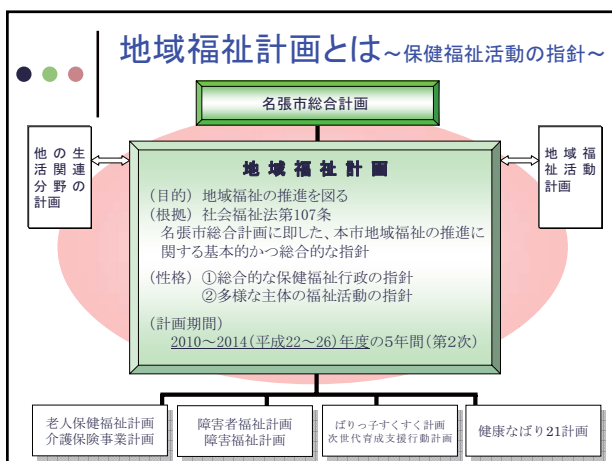 地域福祉計画とは～保健福祉活動の指針～
名張市総合計画
他の生
活関連
分野の
計画
地域福
祉活動
計画
地域福祉計画
(目的) 地域福祉の推進を図る
(根拠) 社会福祉法第107条
名張市総合計画に即した、本市地域福祉の推進に
関する基本的かつ総合的な指針
(性格) ①総合的な保健福祉行政の指針
②多様な主体の福祉活動の指針
(計画期間)
2010～2014(平成22～26)年度の5年間(第2次)
老人保健福祉計画
介護保険事業計画
障害者福祉計画
障害福祉計画
ばりっ子すくすく計画
次世代育成支援行動計画
健康なばり21計画